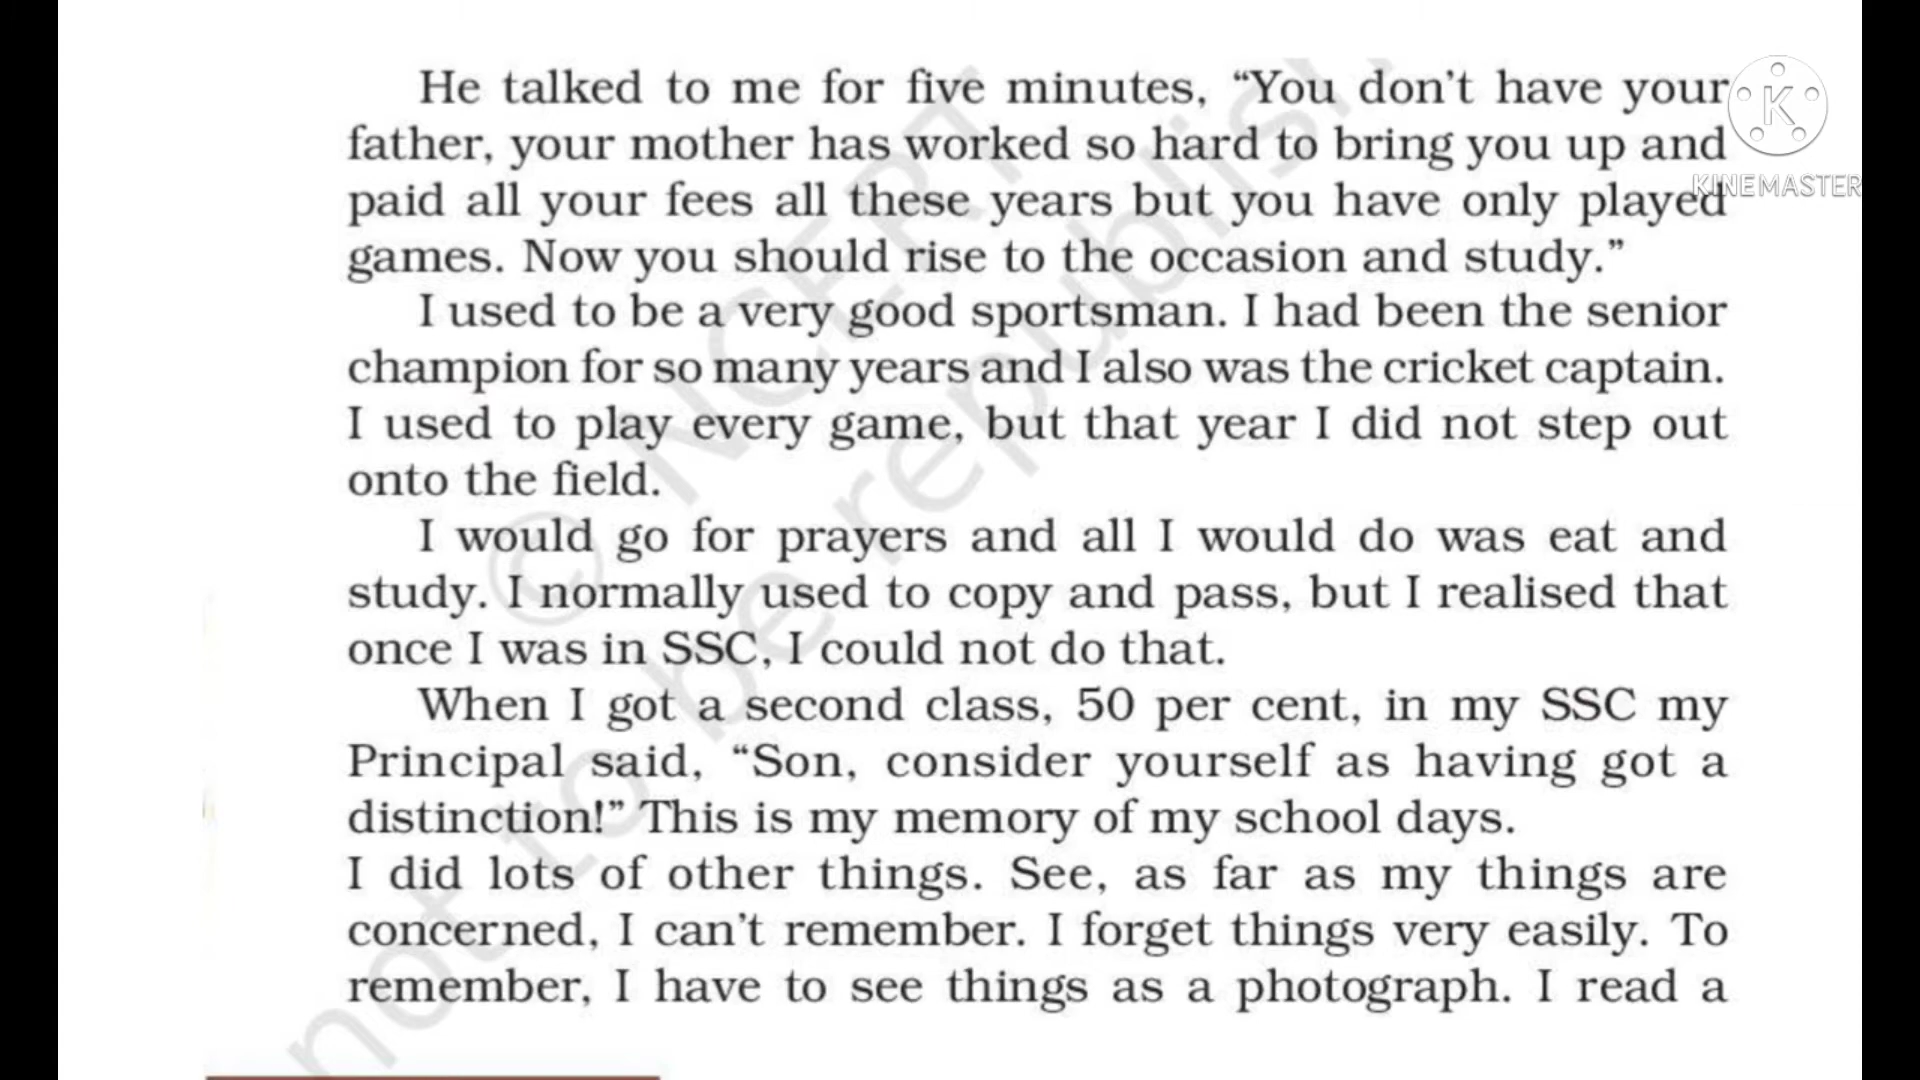 He talked to me for five minutes, “You don’t have your
father, your mother has worked so hard to bring you up and
paid all your fees all these years but you have only played
games. Now you should rise to the occasion and study.”
I used to be a very good sportsman. I had been the senior
champion for so many years and I also was the cricket captain.
I used to play every game, but that year I did not step out
onto the field.
I would go for prayers and all I would do was eat and
study. I normally used to copy and pass, but I realised that
once I was in SSC, I could not do that.
When I got a second class, 50 per cent, in my SSC my
Principal said, “Son, consider yourself as having got a
distinction!” This is my memory of my school days.
I did lots of other things. See, as far as my things are
concerned, I can’t remember. I forget things very easily. To
remember, I have to see things as a photograph. I read a
K
KINEMASTER
© NCERT
not to be republish